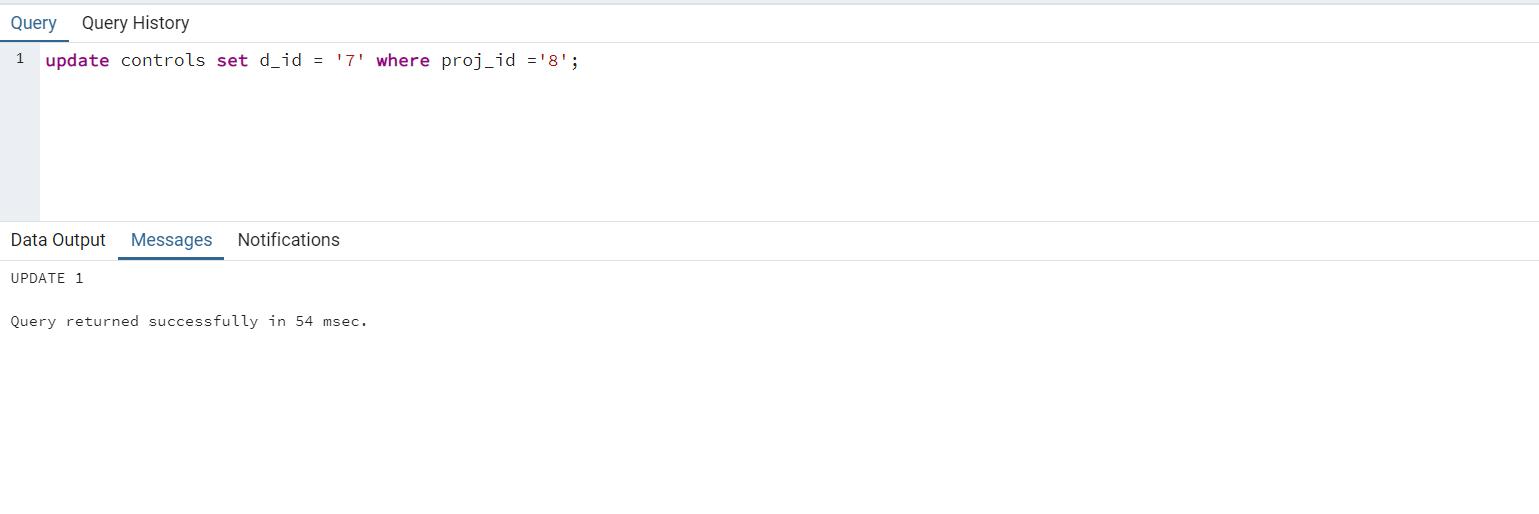 Query Query History
1 update controls set d_id = '7' where proj_id ='8';
Data Output Messages Notifications
UPDATE 1
Query returned successfully in 54 msec.